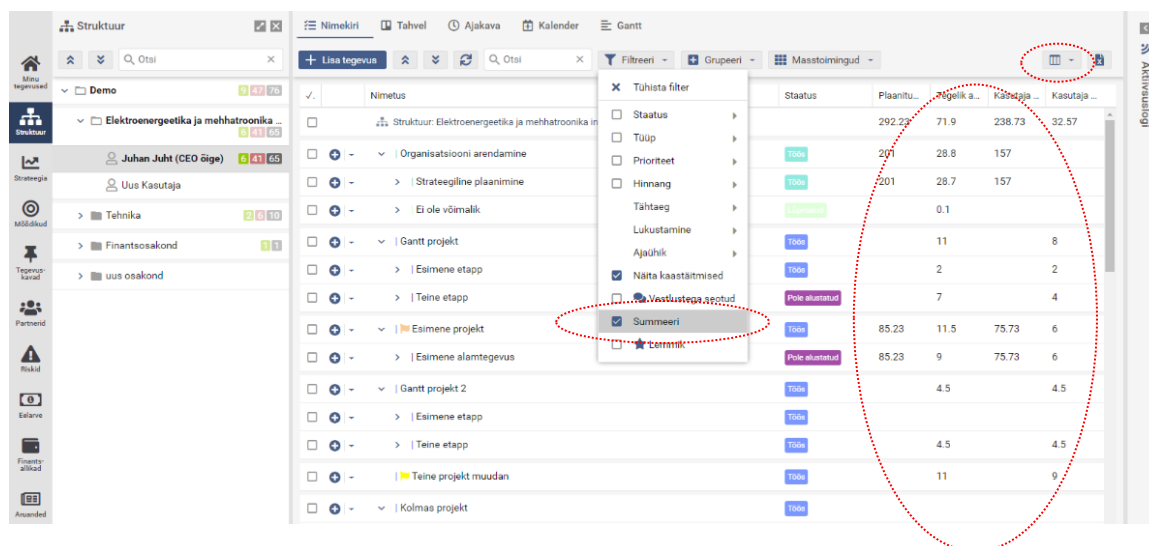 Minu
tegevused
Struktuur
Strateegia
Mõõdikud
Tegevus-
kavad
Partnerid
Riskid
Eelarve
Finants-
allikad
Aruanded
Struktuur
Otsi
Demo 9 47 76
Elektroenergeetika ja mehhatroonika ...
6 41 65
Juhan Juht (CEO õige) 6 41 65
Uus Kasutaja
Tehnika 2 6 10
Finantsosakond 1 1
uus osakond
Nimekiri Tahvel Ajakava Kalender Gantt
Lisa tegevus Otsi Filtreeri Grupeeri Masstoimingud
Nimetus Staatus Plaanitu... Tegelik a... Kasutaja ... Kasutaja ...
Struktuur: Elektroenergeetika ja mehhatroonika in 292.23 71.9 238.73 32.57
Organisatsiooni arendamine Töös 201 28.8 157
Strateegiline plaanimine Töös 201 28.7 157
Ei ole võimalik 0.1
Gantt projekt Töös 11 8
Esimene etapp Töös 2 2
Teine etapp Pole alustatud 7 4
Esimene projekt Töös 85.23 11.5 75.73 6
Esimene alamtegevus Pole alustatud 85.23 9 75.73 6
Gantt projekt 2 Töös 4.5 4.5
Esimene etapp Töös
Teine etapp Töös 4.5 4.5
Teine projekt muudan Töös 11 9
Kolmas projekt Töös
Tühista filter
Staatus
Tüüp
Prioriteet
Hinnang
Tähtaeg
Lukustamine
Ajaühik
Näita kaastäitmised
Vestlustega seotud
Summeeri
Lemmik
Aktiivsuslogi